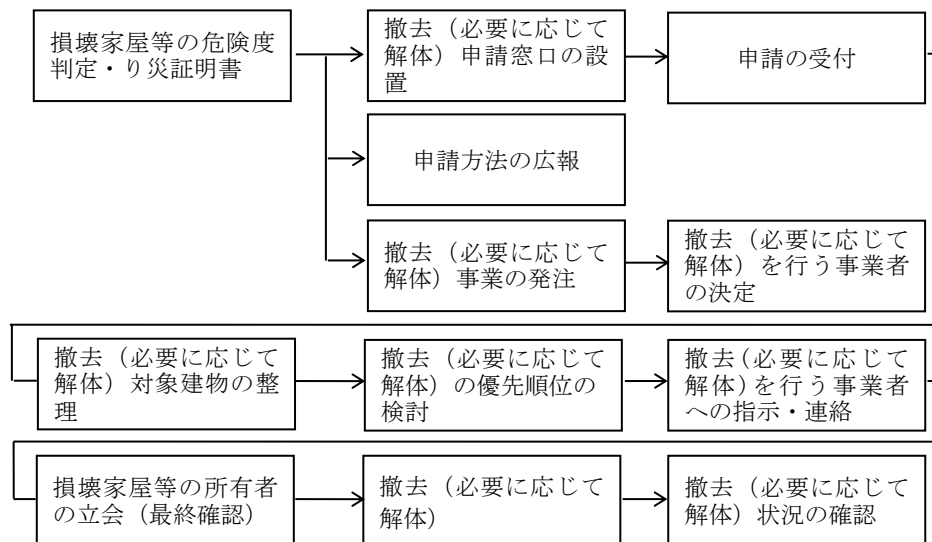 損壊家屋等の危険度
判定・り災証明書
撤去（必要に応じて
解体）申請窓口の設
置
申請の受付
申請方法の広報
撤去（必要に応じて
解体）事業の発注
撤去（必要に応じて
解体）を行う事業者
の決定
撤去（必要に応じて
解体）対象建物の整
理
撤去（必要に応じて
解体）の優先順位の
検討
撤去(必要に応じて
解体)を行う事業者
への指示・連絡
損壊家屋等の所有者
の立会（最終確認）
撤去（必要に応じて
解体）
撤去（必要に応じて
解体）状況の確認